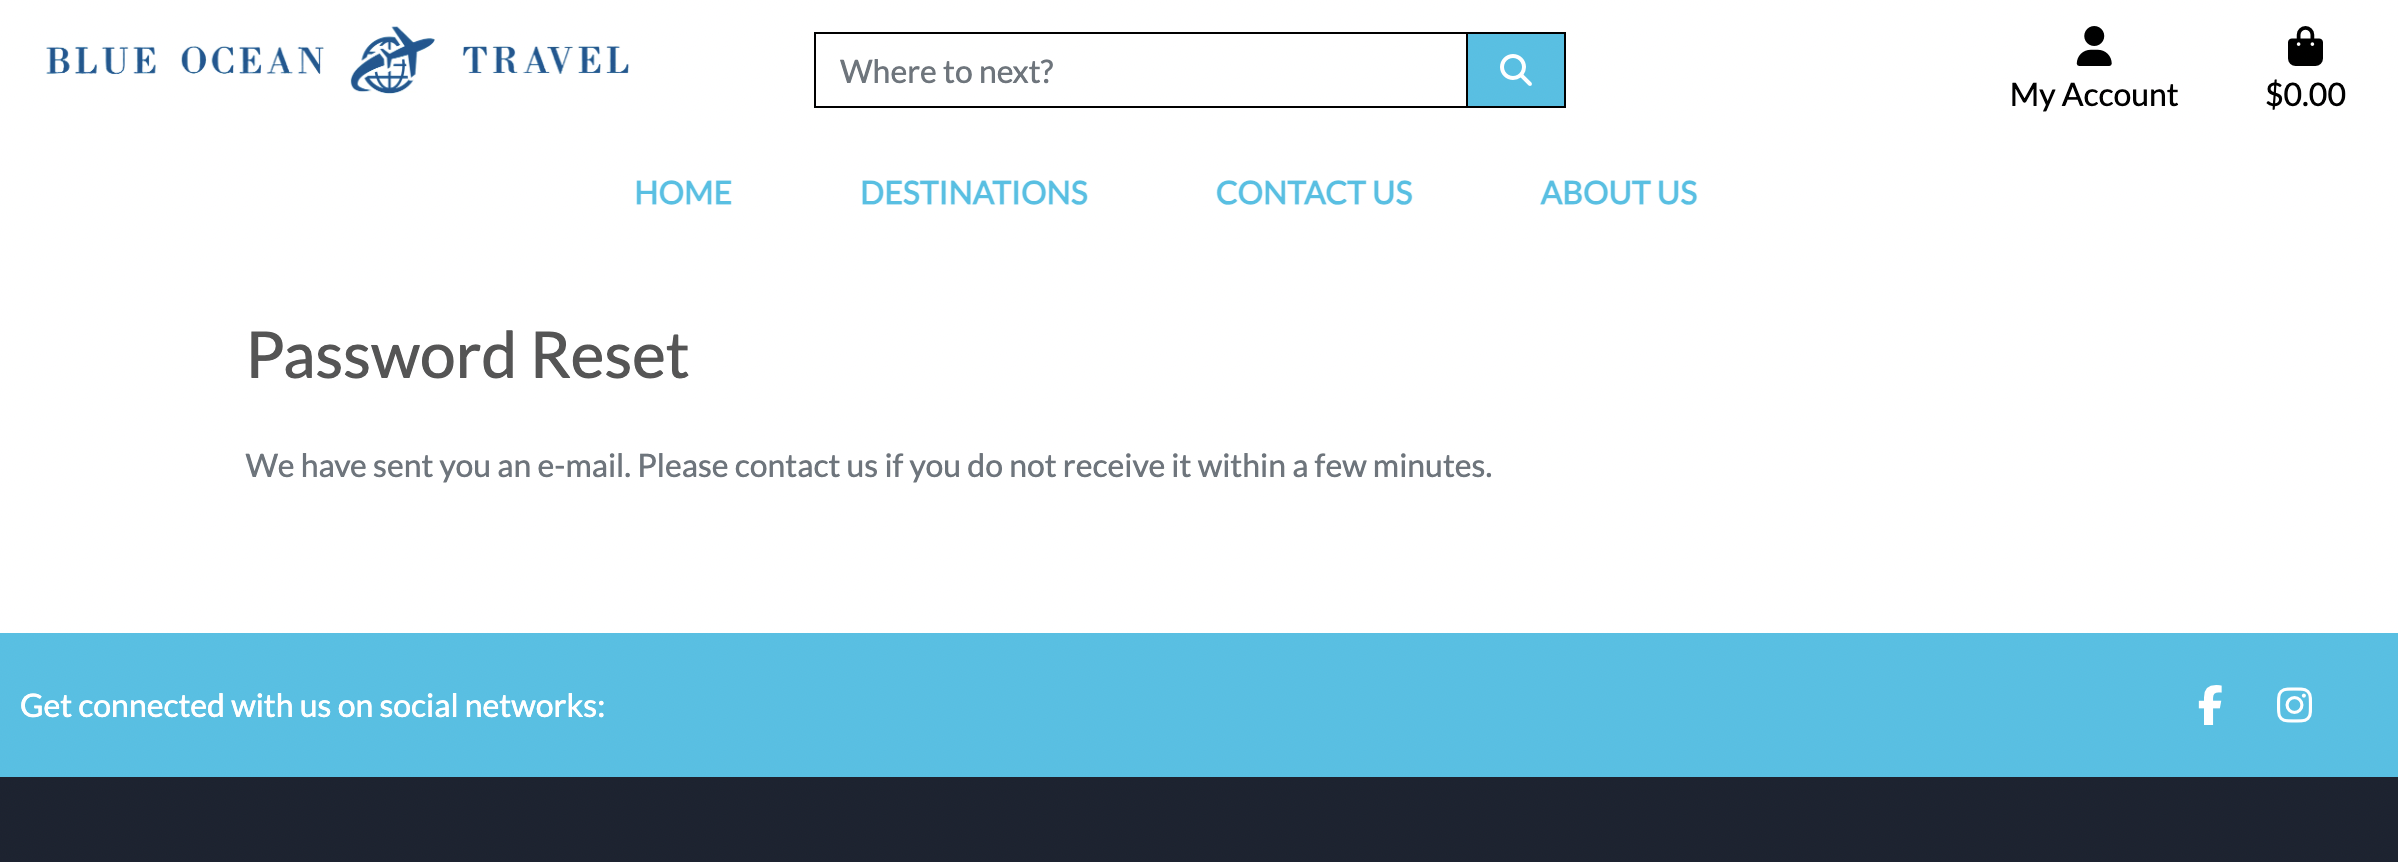 BLUE OCEAN TRAVEL
Where to next?
My Account
$0.00
HOME DESTINATIONS CONTACT US ABOUT US
Password Reset
We have sent you an e-mail. Please contact us if you do not receive it within a few minutes.
Get connected with us on social networks: